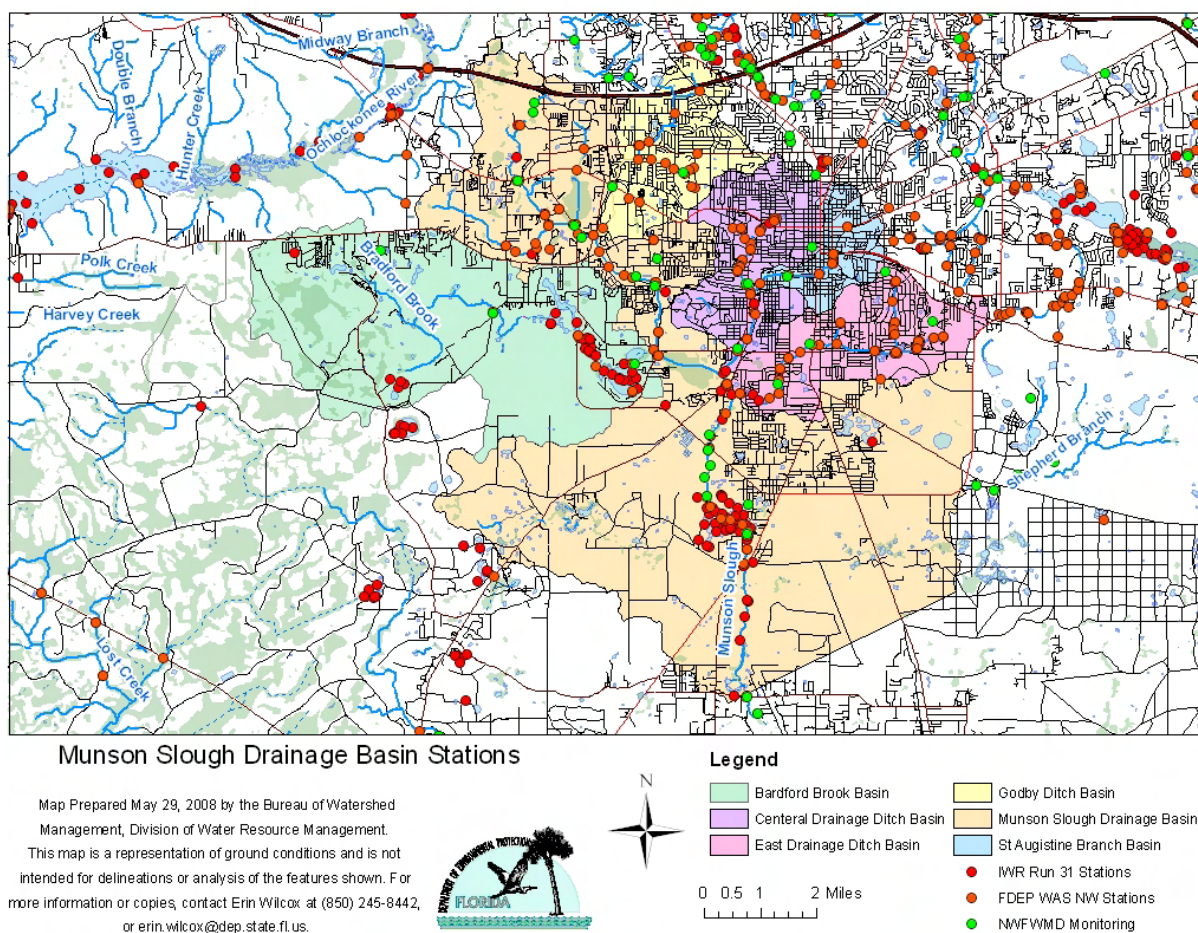 Midway Branch
Double Branch
Hunter Creek
Ochlockonee River
Polk Creek
Harvey Creek
Bradford Brook
Shepherd Branch
Munson Slough
Lost Creek
Munson Slough Drainage Basin Stations
Map Prepared May 29, 2008 by the Bureau of Watershed
Management, Division of Water Resource Management.
This map is a representation of ground conditions and is not
intended for delineations or analysis of the features shown. For
more information or copies, contact Erin Wilcox at (850) 245-8442,
or erin.wilcox@dep.state.fl.us.
DEPARTMENT OF ENVIRONMENTAL PROTECTION
FLORIDA
N
0 0.5 1 2 Miles
Legend
Bardford Brook Basin
Centeral Drainage Ditch Basin
East Drainage Ditch Basin
Godby Ditch Basin
Munson Slough Drainage Basin
St Augistine Branch Basin
IWR Run 31 Stations
FDEP WAS NW Stations
NWFWMD Monitoring